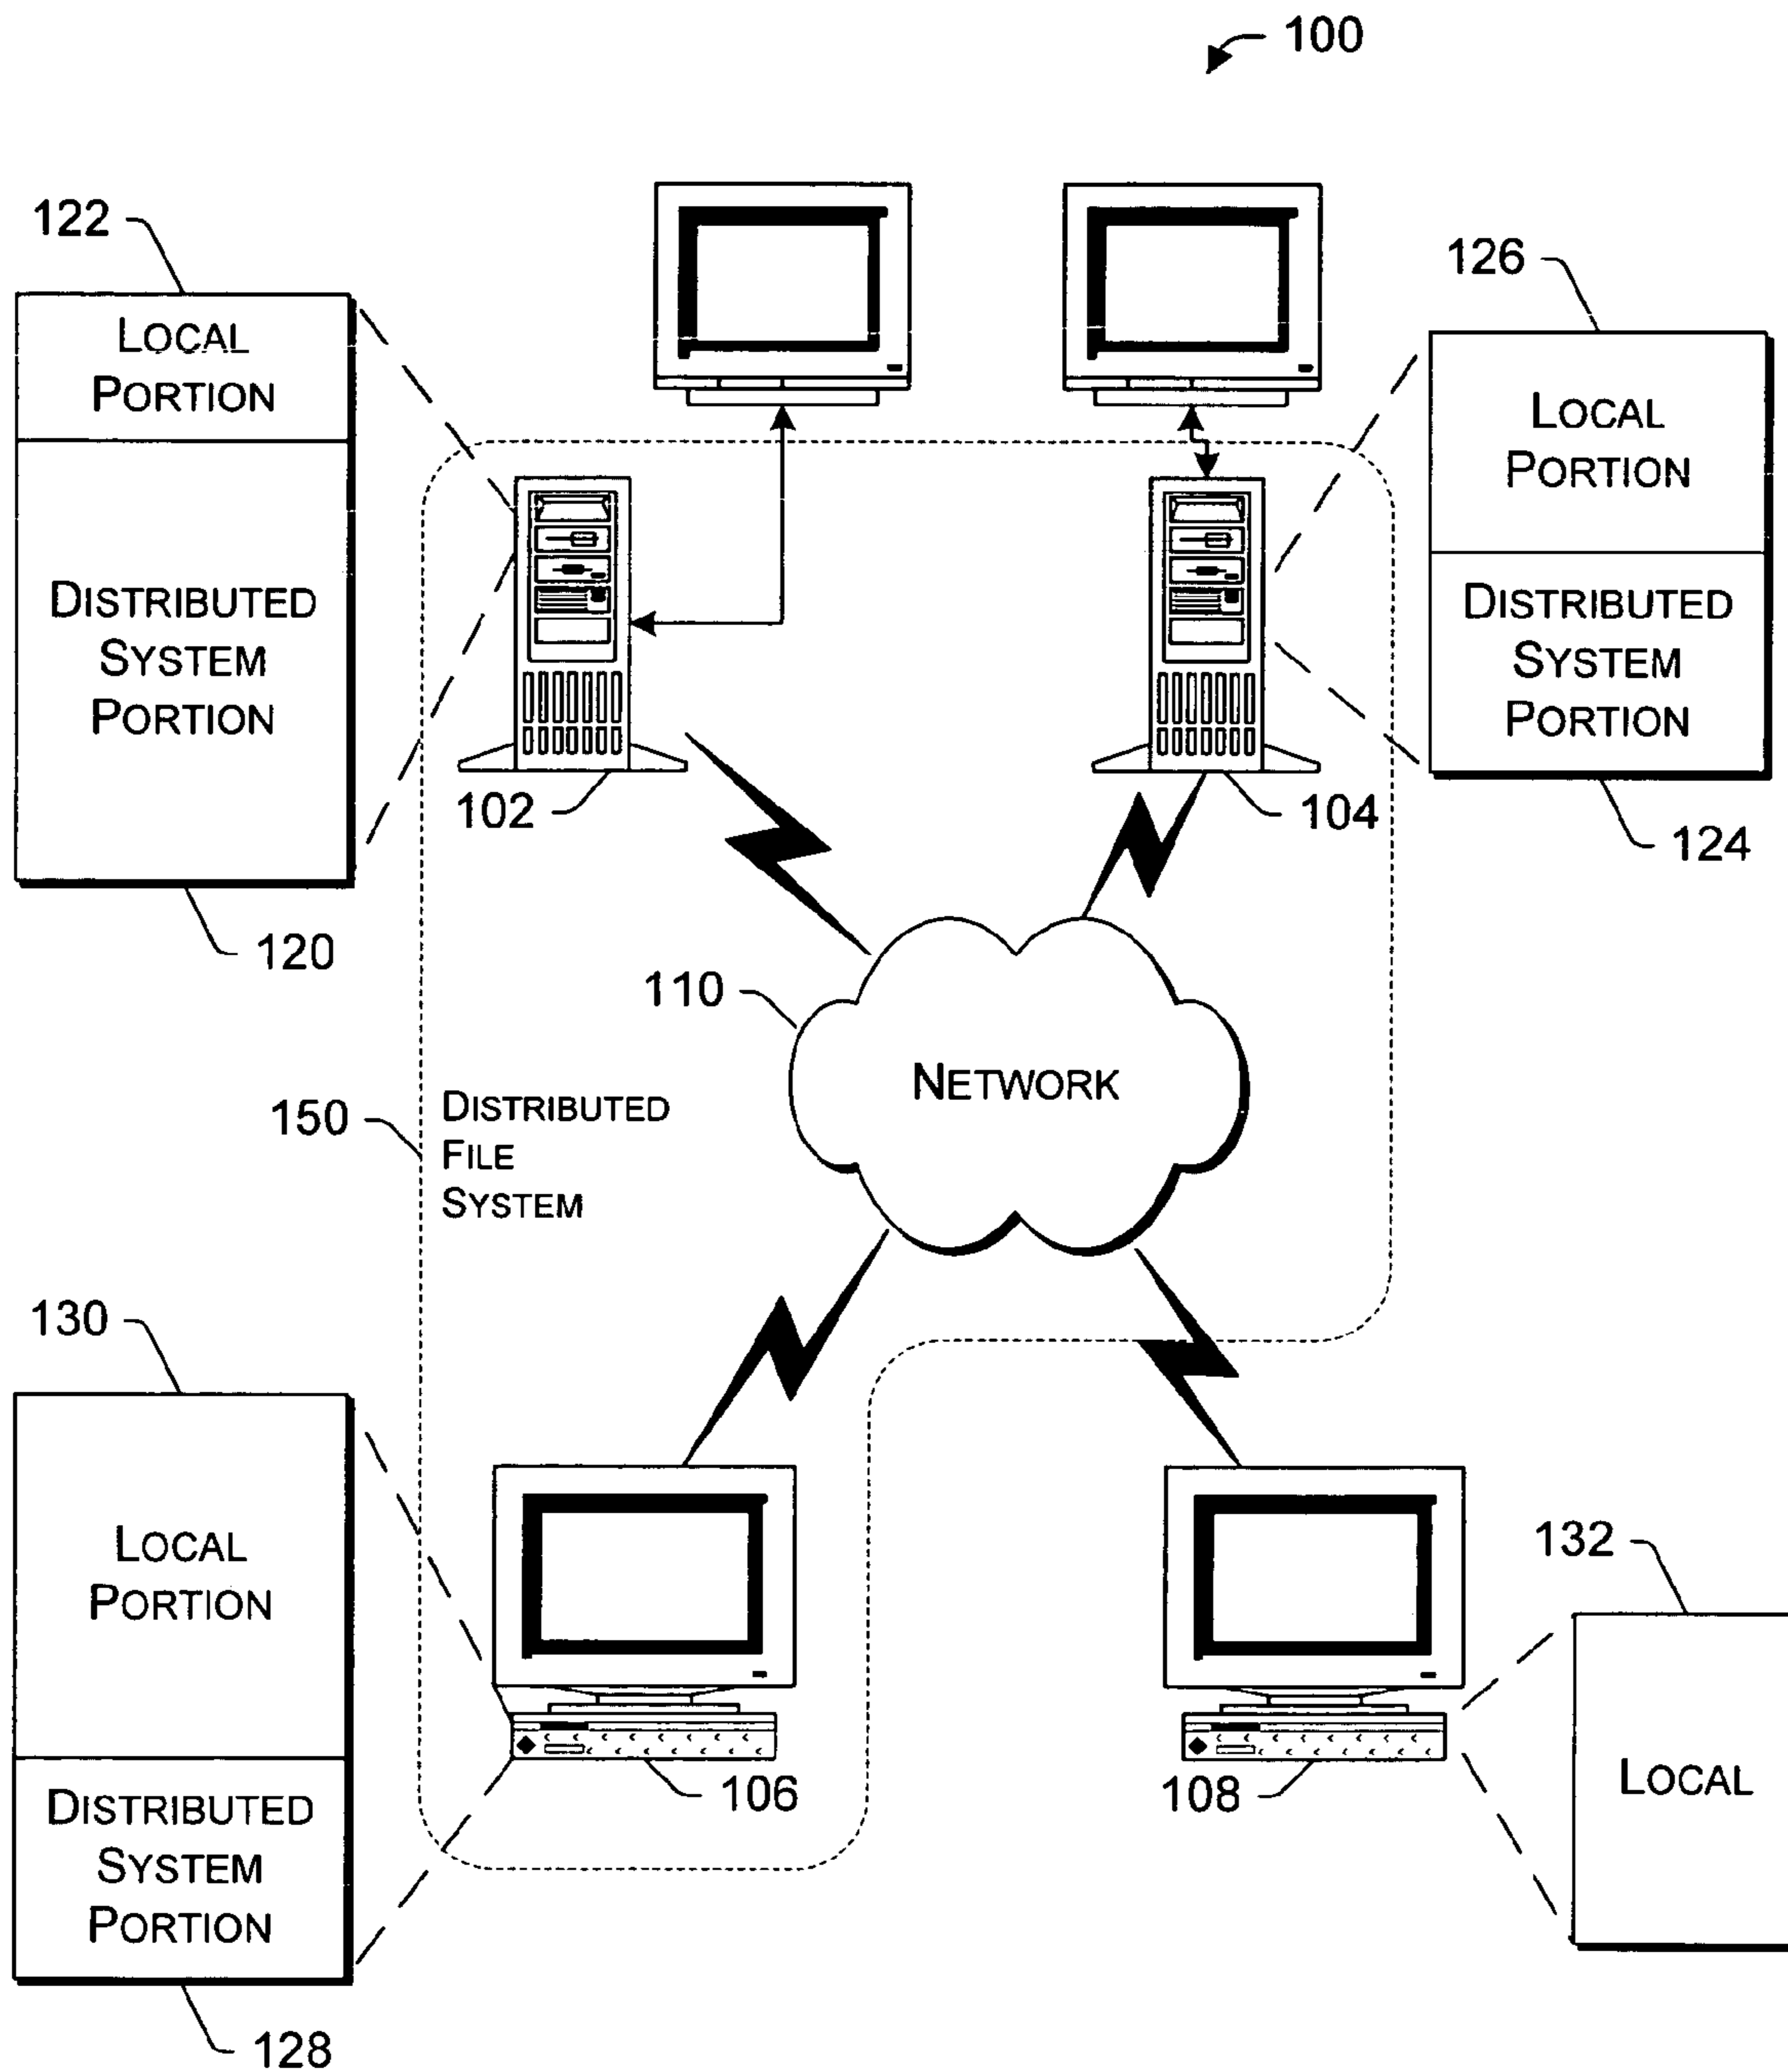 100
122
LOCAL
PORTION
DISTRIBUTED
SYSTEM
PORTION
120
126
LOCAL
PORTION
DISTRIBUTED
SYSTEM
PORTION
124
102
104
110
NETWORK
150
DISTRIBUTED
FILE
SYSTEM
130
LOCAL
PORTION
DISTRIBUTED
SYSTEM
PORTION
128
106
108
132
LOCAL